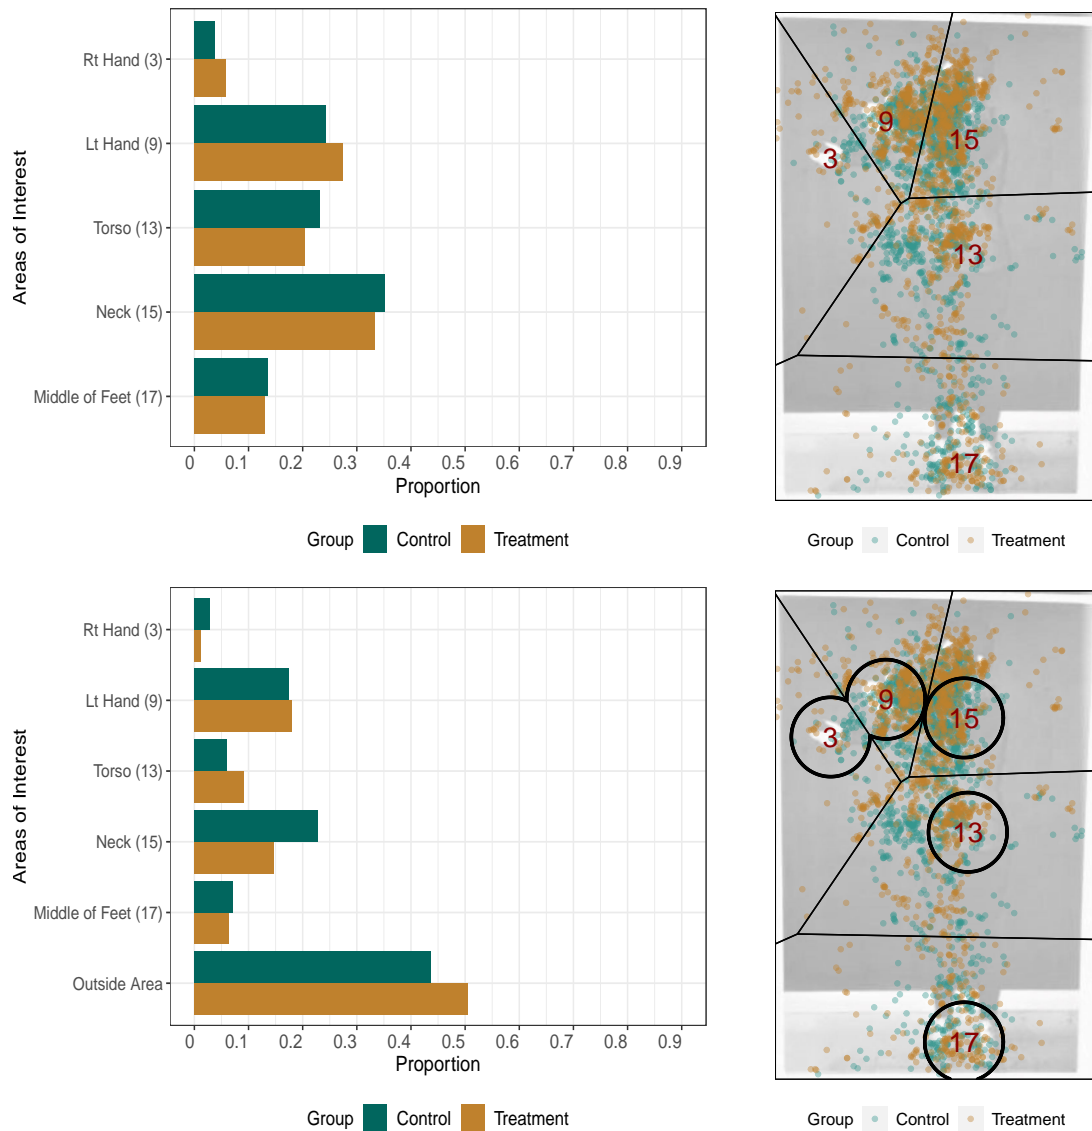 Areas of Interest
Rt Hand (3)
Lt Hand (9)
Torso (13)
Neck (15)
Middle of Feet (17)
0 0.1 0.2 0.3 0.4 0.5 0.6 0.7 0.8 0.9
Proportion
Group Control Treatment
9
15
3
13
17
Group Control Treatment
Areas of Interest
Rt Hand (3)
Lt Hand (9)
Torso (13)
Neck (15)
Middle of Feet (17)
Outside Area
0 0.1 0.2 0.3 0.4 0.5 0.6 0.7 0.8 0.9
Proportion
Group Control Treatment
9
15
3
13
17
Group Control Treatment